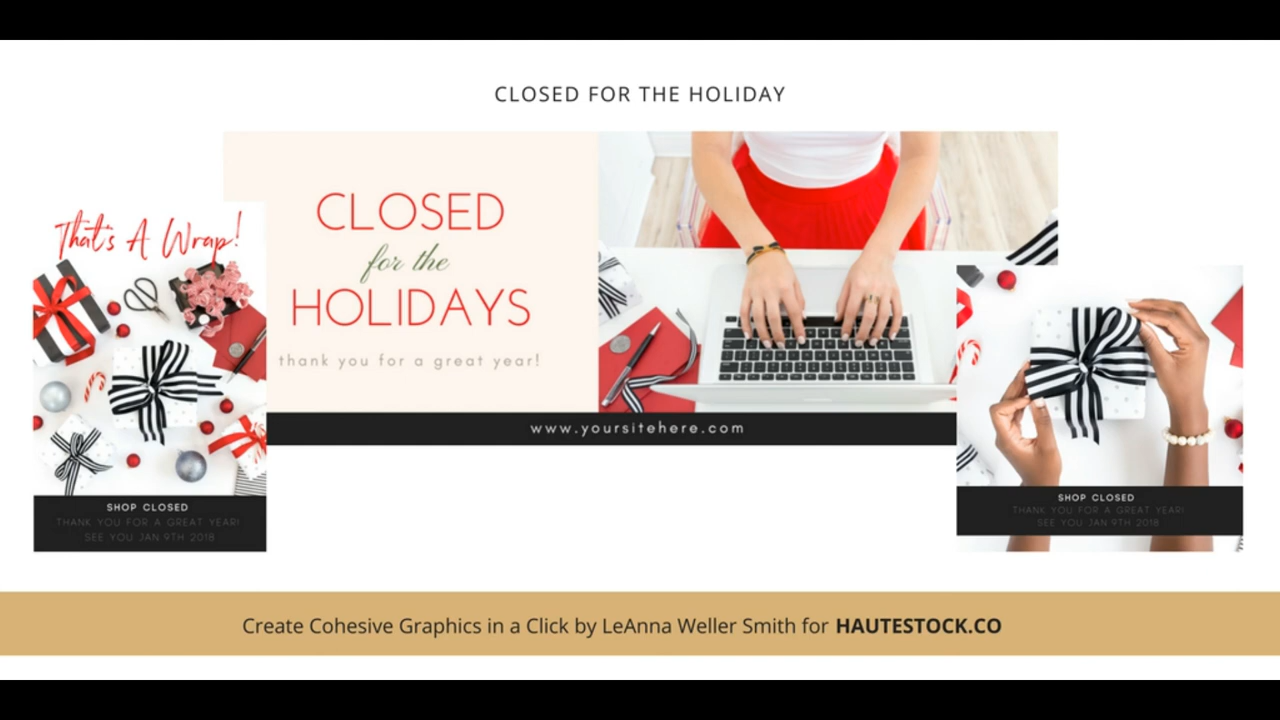 CLOSED FOR THE HOLIDAY
CLOSED
for the
HOLIDAYS
thank you for a great year!
www.yoursitehere.com
That's A Wrap!
SHOP CLOSED
THANK YOU FOR A GREAT YEAR!
SEE YOU JAN 9TH 2018
SHOP CLOSED
THANK YOU FOR A GREAT YEAR!
SEE YOU JAN 9TH 2018
Create Cohesive Graphics in a Click by LeAnna Weller Smith for HAUTESTOCK.CO